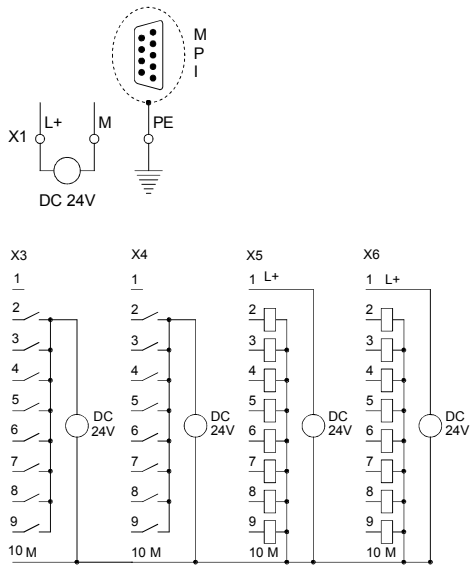 M
P
I
L+ M PE
X1
DC 24V
X3 X4 X5 X6
1 1 1 L+ 1 L+
2 2 2 2
3 3 3 3
4 4 4 4
5 5 5 5
DC DC DC DC
6 24V 6 24V 6 24V 6 24V
7 7 7 7
8 8 8 8
9 9 9 9
10 M 10 M 10 M 10 M